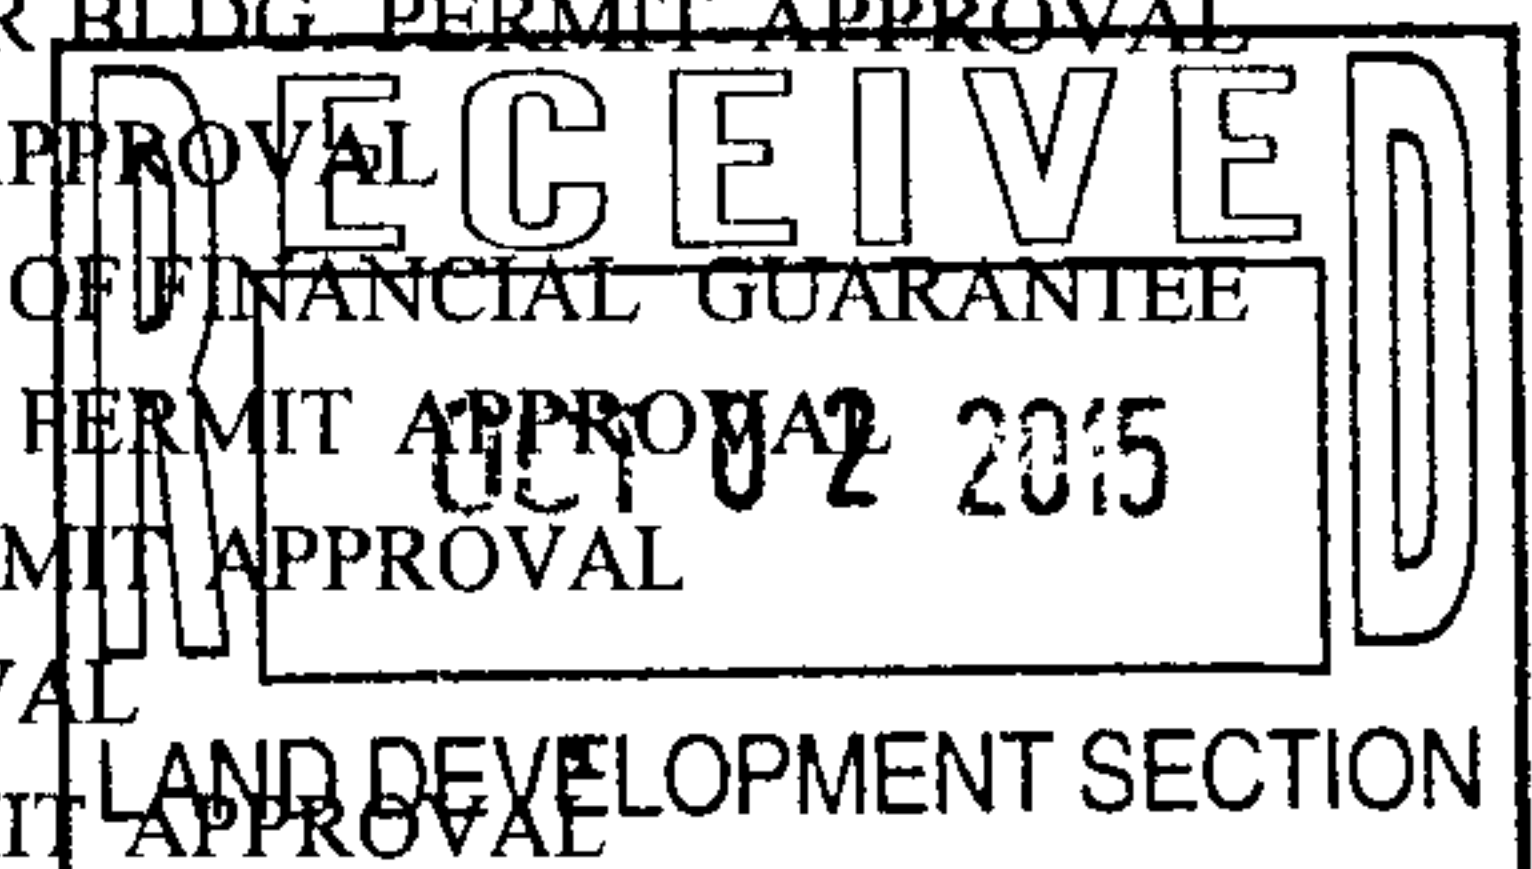 R BLDG PERMIT APPROVAL
RECEIVED
PPROVAL
OF FINANCIAL GUARANTEE
PERMIT APPROVAL
OCT 02 2015
MIT APPROVAL
VAL
LAND DEVELOPMENT SECTION
IT APPROVAL